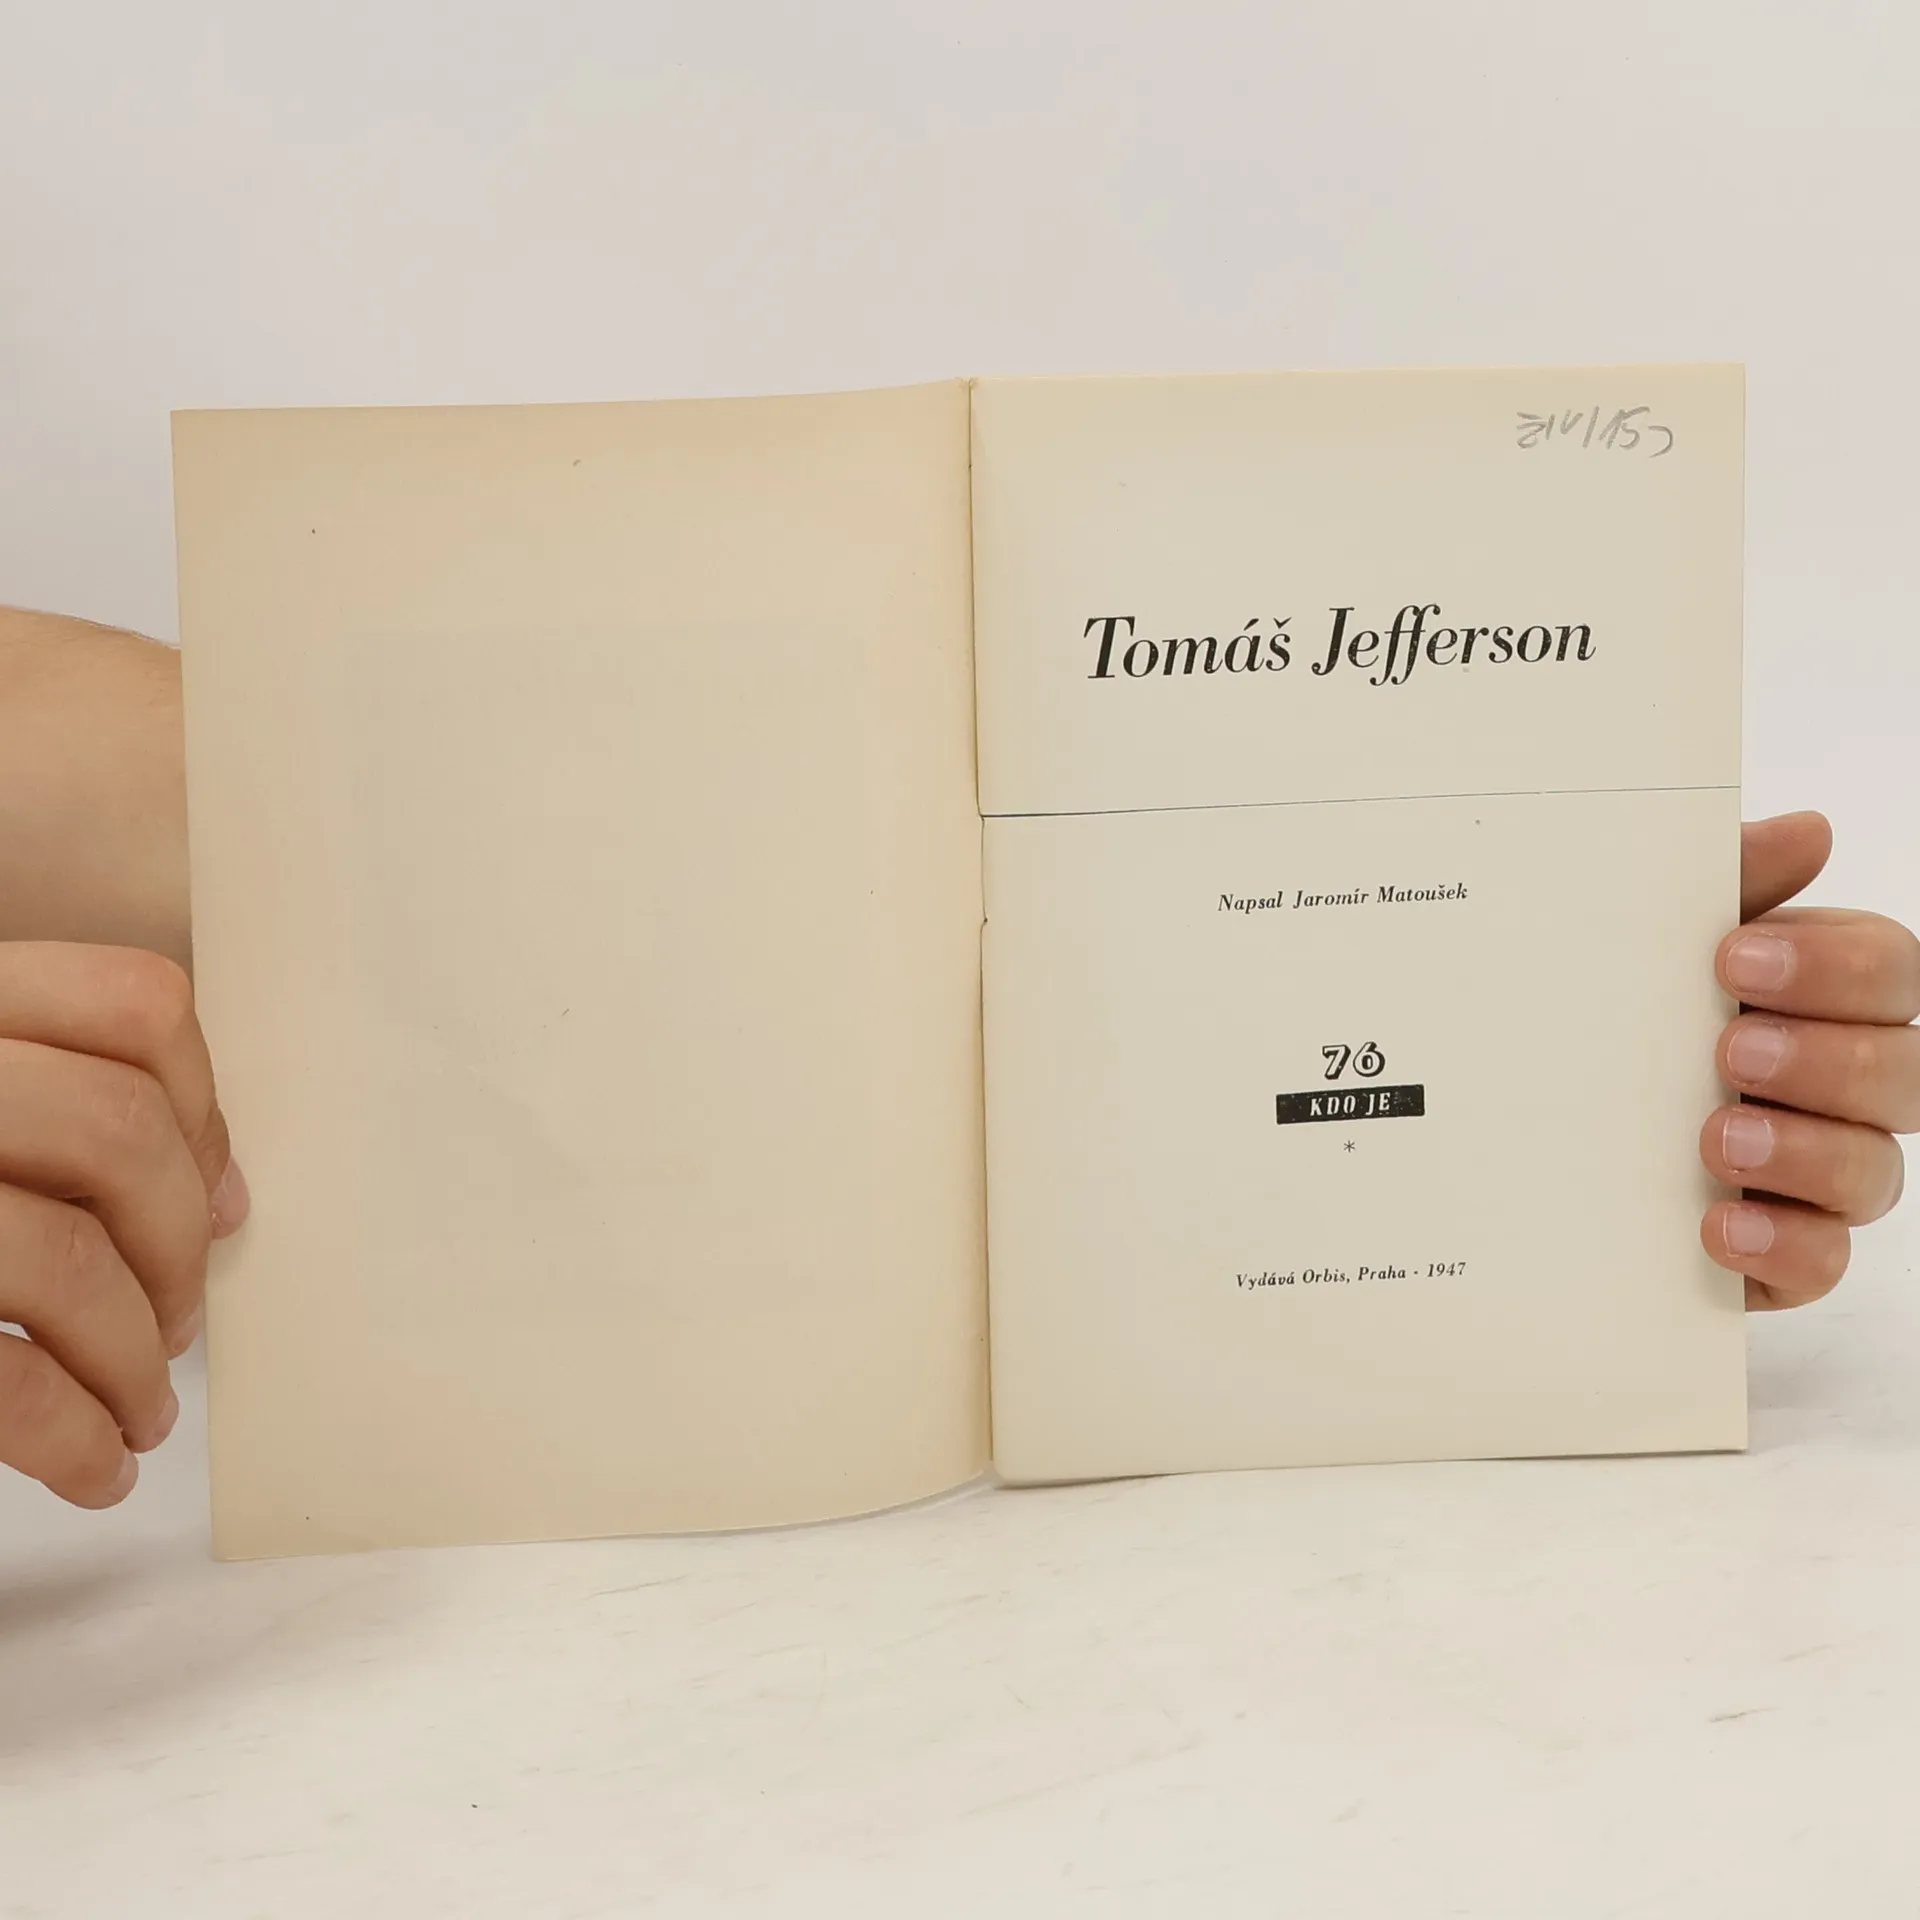 Tomáš Jefferson
Napsal Jaromír Matoušek
76
KDO JE
*
Vydává Orbis, Praha - 1947